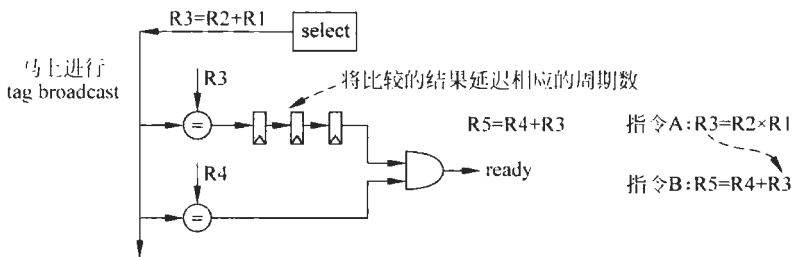 R3=R2+R1
select
马上进行
tag broadcast
R3
将比较的结果延迟相应的周期数
=
R5=R4+R3
指令A:R3=R2×R1
R4
ready
指令B:R5=R4+R3
=